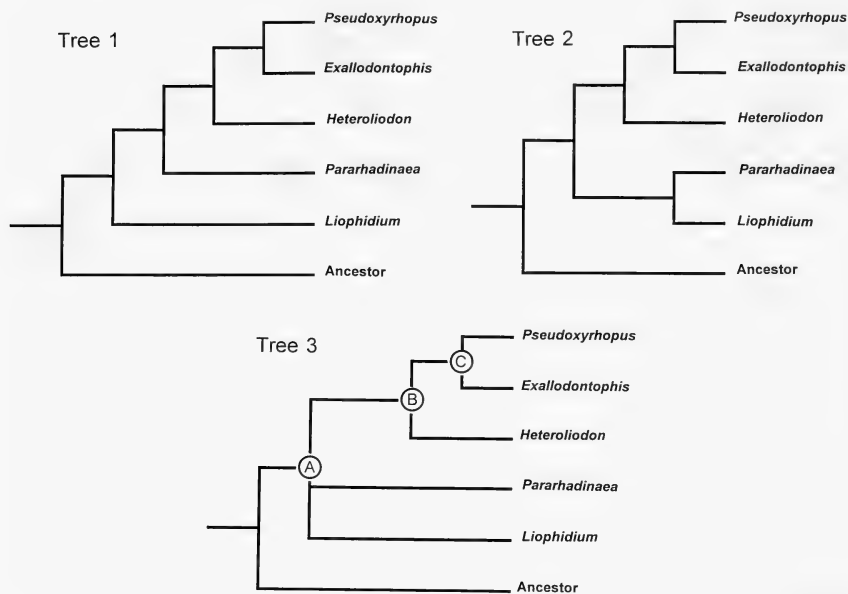 Tree 1
Pseudoxyrhopus
Exallodontophis
Heteroliodon
Pararhadinaea
Liophidium
Ancestor
Tree 2
Pseudoxyrhopus
Exallodontophis
Heteroliodon
Pararhadinaea
Liophidium
Ancestor
Tree 3
C
B
A
Pseudoxyrhopus
Exallodontophis
Heteroliodon
Pararhadinaea
Liophidium
Ancestor